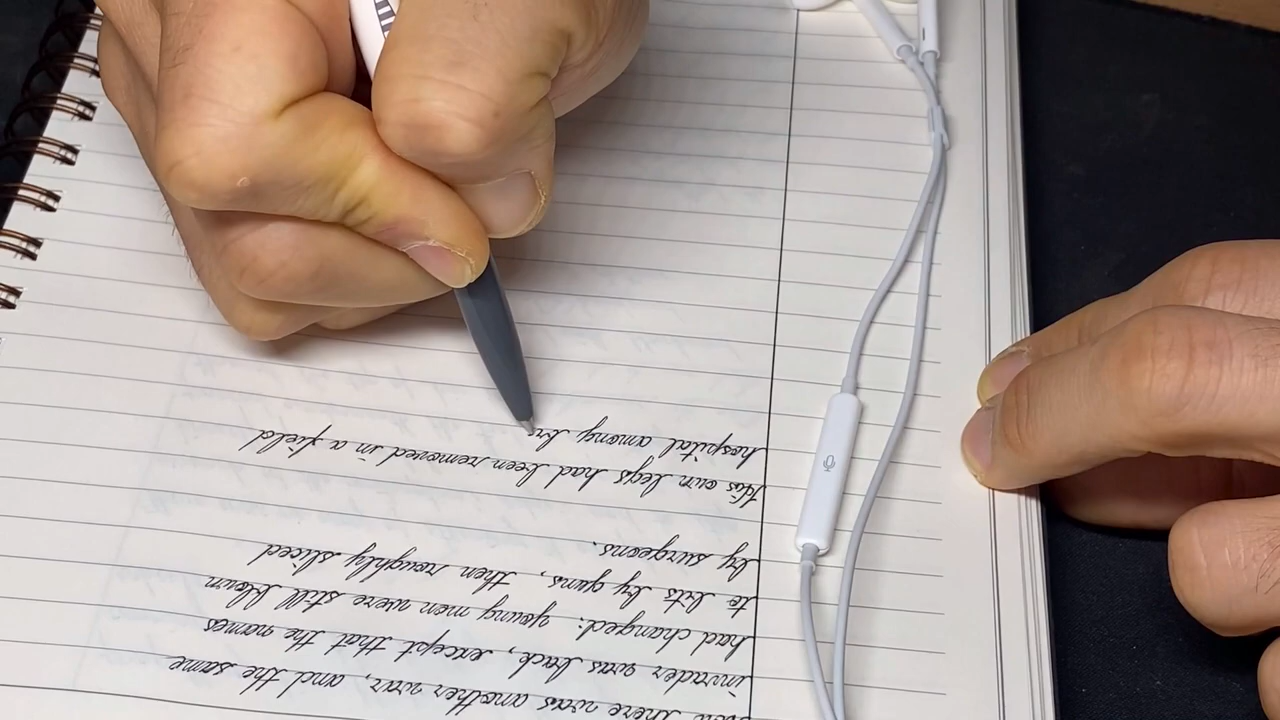 there was another war, and the same
invader was back, except that the names
had changed: young men were still blown
to bits by guns, then roughly sliced
by surgeons.
His own legs had been removed in a field
hospital among